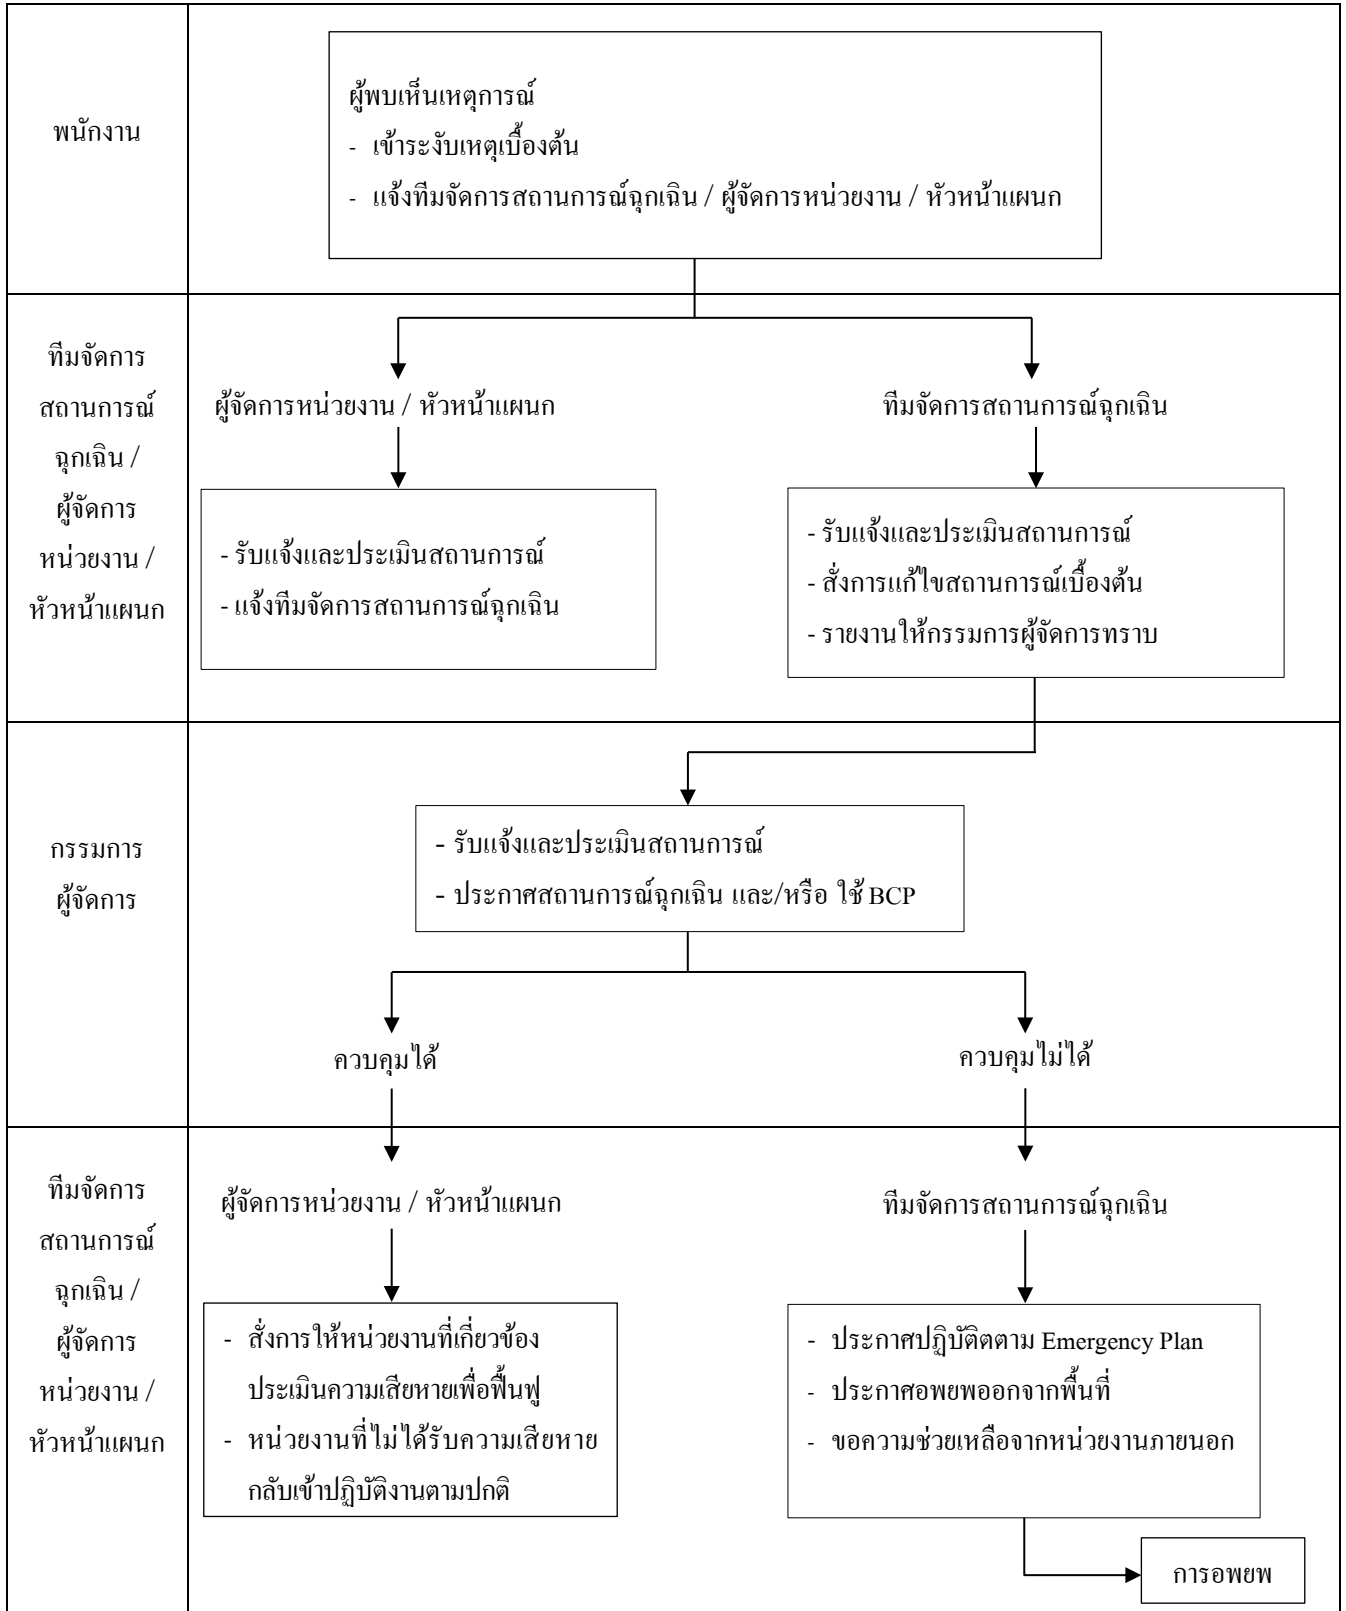 พนักงาน
ผู้พบเห็นเหตุการณ์
- เข้าระงับเหตุเบื้องต้น
- แจ้งทีมจัดการสถานการณ์ฉุกเฉิน / ผู้จัดการหน่วยงาน / หัวหน้าแผนก
ทีมจัดการ
สถานการณ์
ฉุกเฉิน /
ผู้จัดการ
หน่วยงาน /
หัวหน้าแผนก
ผู้จัดการหน่วยงาน / หัวหน้าแผนก
- รับแจ้งและประเมินสถานการณ์
- แจ้งทีมจัดการสถานการณ์ฉุกเฉิน
ทีมจัดการสถานการณ์ฉุกเฉิน
- รับแจ้งและประเมินสถานการณ์
- สั่งการแก้ไขสถานการณ์เบื้องต้น
- รายงานให้กรรมการผู้จัดการทราบ
กรรมการ
ผู้จัดการ
- รับแจ้งและประเมินสถานการณ์
- ประกาศสถานการณ์ฉุกเฉิน และ/หรือ ใช้ BCP
ควบคุมได้
ควบคุมไม่ได้
ทีมจัดการ
สถานการณ์
ฉุกเฉิน /
ผู้จัดการ
หน่วยงาน /
หัวหน้าแผนก
ผู้จัดการหน่วยงาน / หัวหน้าแผนก
- สั่งการให้หน่วยงานที่เกี่ยวข้อง
ประเมินความเสียหายเพื่อฟื้นฟู
- หน่วยงานที่ไม่ได้รับความเสียหาย
กลับเข้าปฏิบัติงานตามปกติ
ทีมจัดการสถานการณ์ฉุกเฉิน
- ประกาศปฏิบัติตตาม Emergency Plan
- ประกาศอพยพออกจากพื้นที่
- ขอความช่วยเหลือจากหน่วยงานภายนอก
การอพยพ